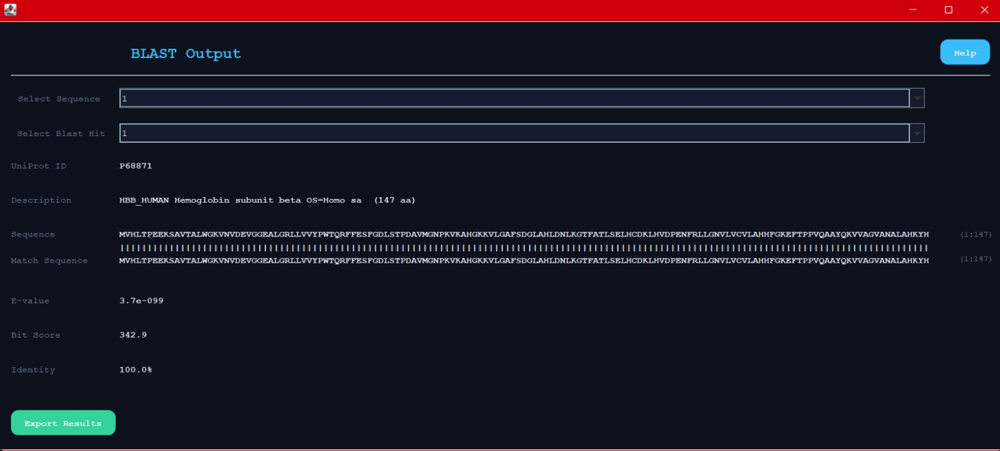 BLAST Output
Help
Select Sequence 1
Select Blast Hit 1
UniProt ID P68871
Description HBB_HUMAN Hemoglobin subunit beta OS=Homo sa (147 aa)
Sequence MVHLTPEEKSAVTALWGKVNVDEVGGEALGRLLVVYPWTQRFFESFGDLSTPDAVMGNPKVKAHGKKVLGAFSDGLAHLDNLKGTFATLSELHCDKLHVDPENFRLLGNVLVCVLAHHFGKEFTPPVQAAYQKVVAGVANALAHKYH (1:147)
|||||||||||||||||||||||||||||||||||||||||||||||||||||||||||||||||||||||||||||||||||||||||||||||||||||||||||||||||||||||||||||||||||||||||||||||||||
Match Sequence MVHLTPEEKSAVTALWGKVNVDEVGGEALGRLLVVYPWTQRFFESFGDLSTPDAVMGNPKVKAHGKKVLGAFSDGLAHLDNLKGTFATLSELHCDKLHVDPENFRLLGNVLVCVLAHHFGKEFTPPVQAAYQKVVAGVANALAHKYH (1:147)
E-value 3.7e-099
Bit Score 342.9
Identity 100.0%
Export Results